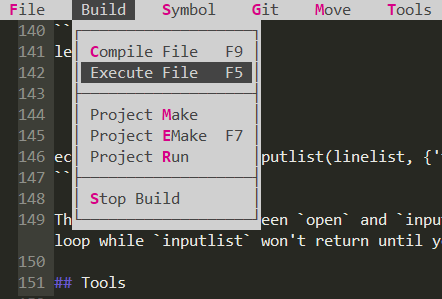 File Build Symbol Git Move Tools
140 ``
141 le
Compile File F9
142 Execute File F5
143
144 Project Make
145 Project EMake F7
146 ec Project Run putlist(linelist, {'
147 ``
148 Stop Build
149 Th een `open` and `inpu
loop while `inputlist` won't return until y
150
151 ## Tools